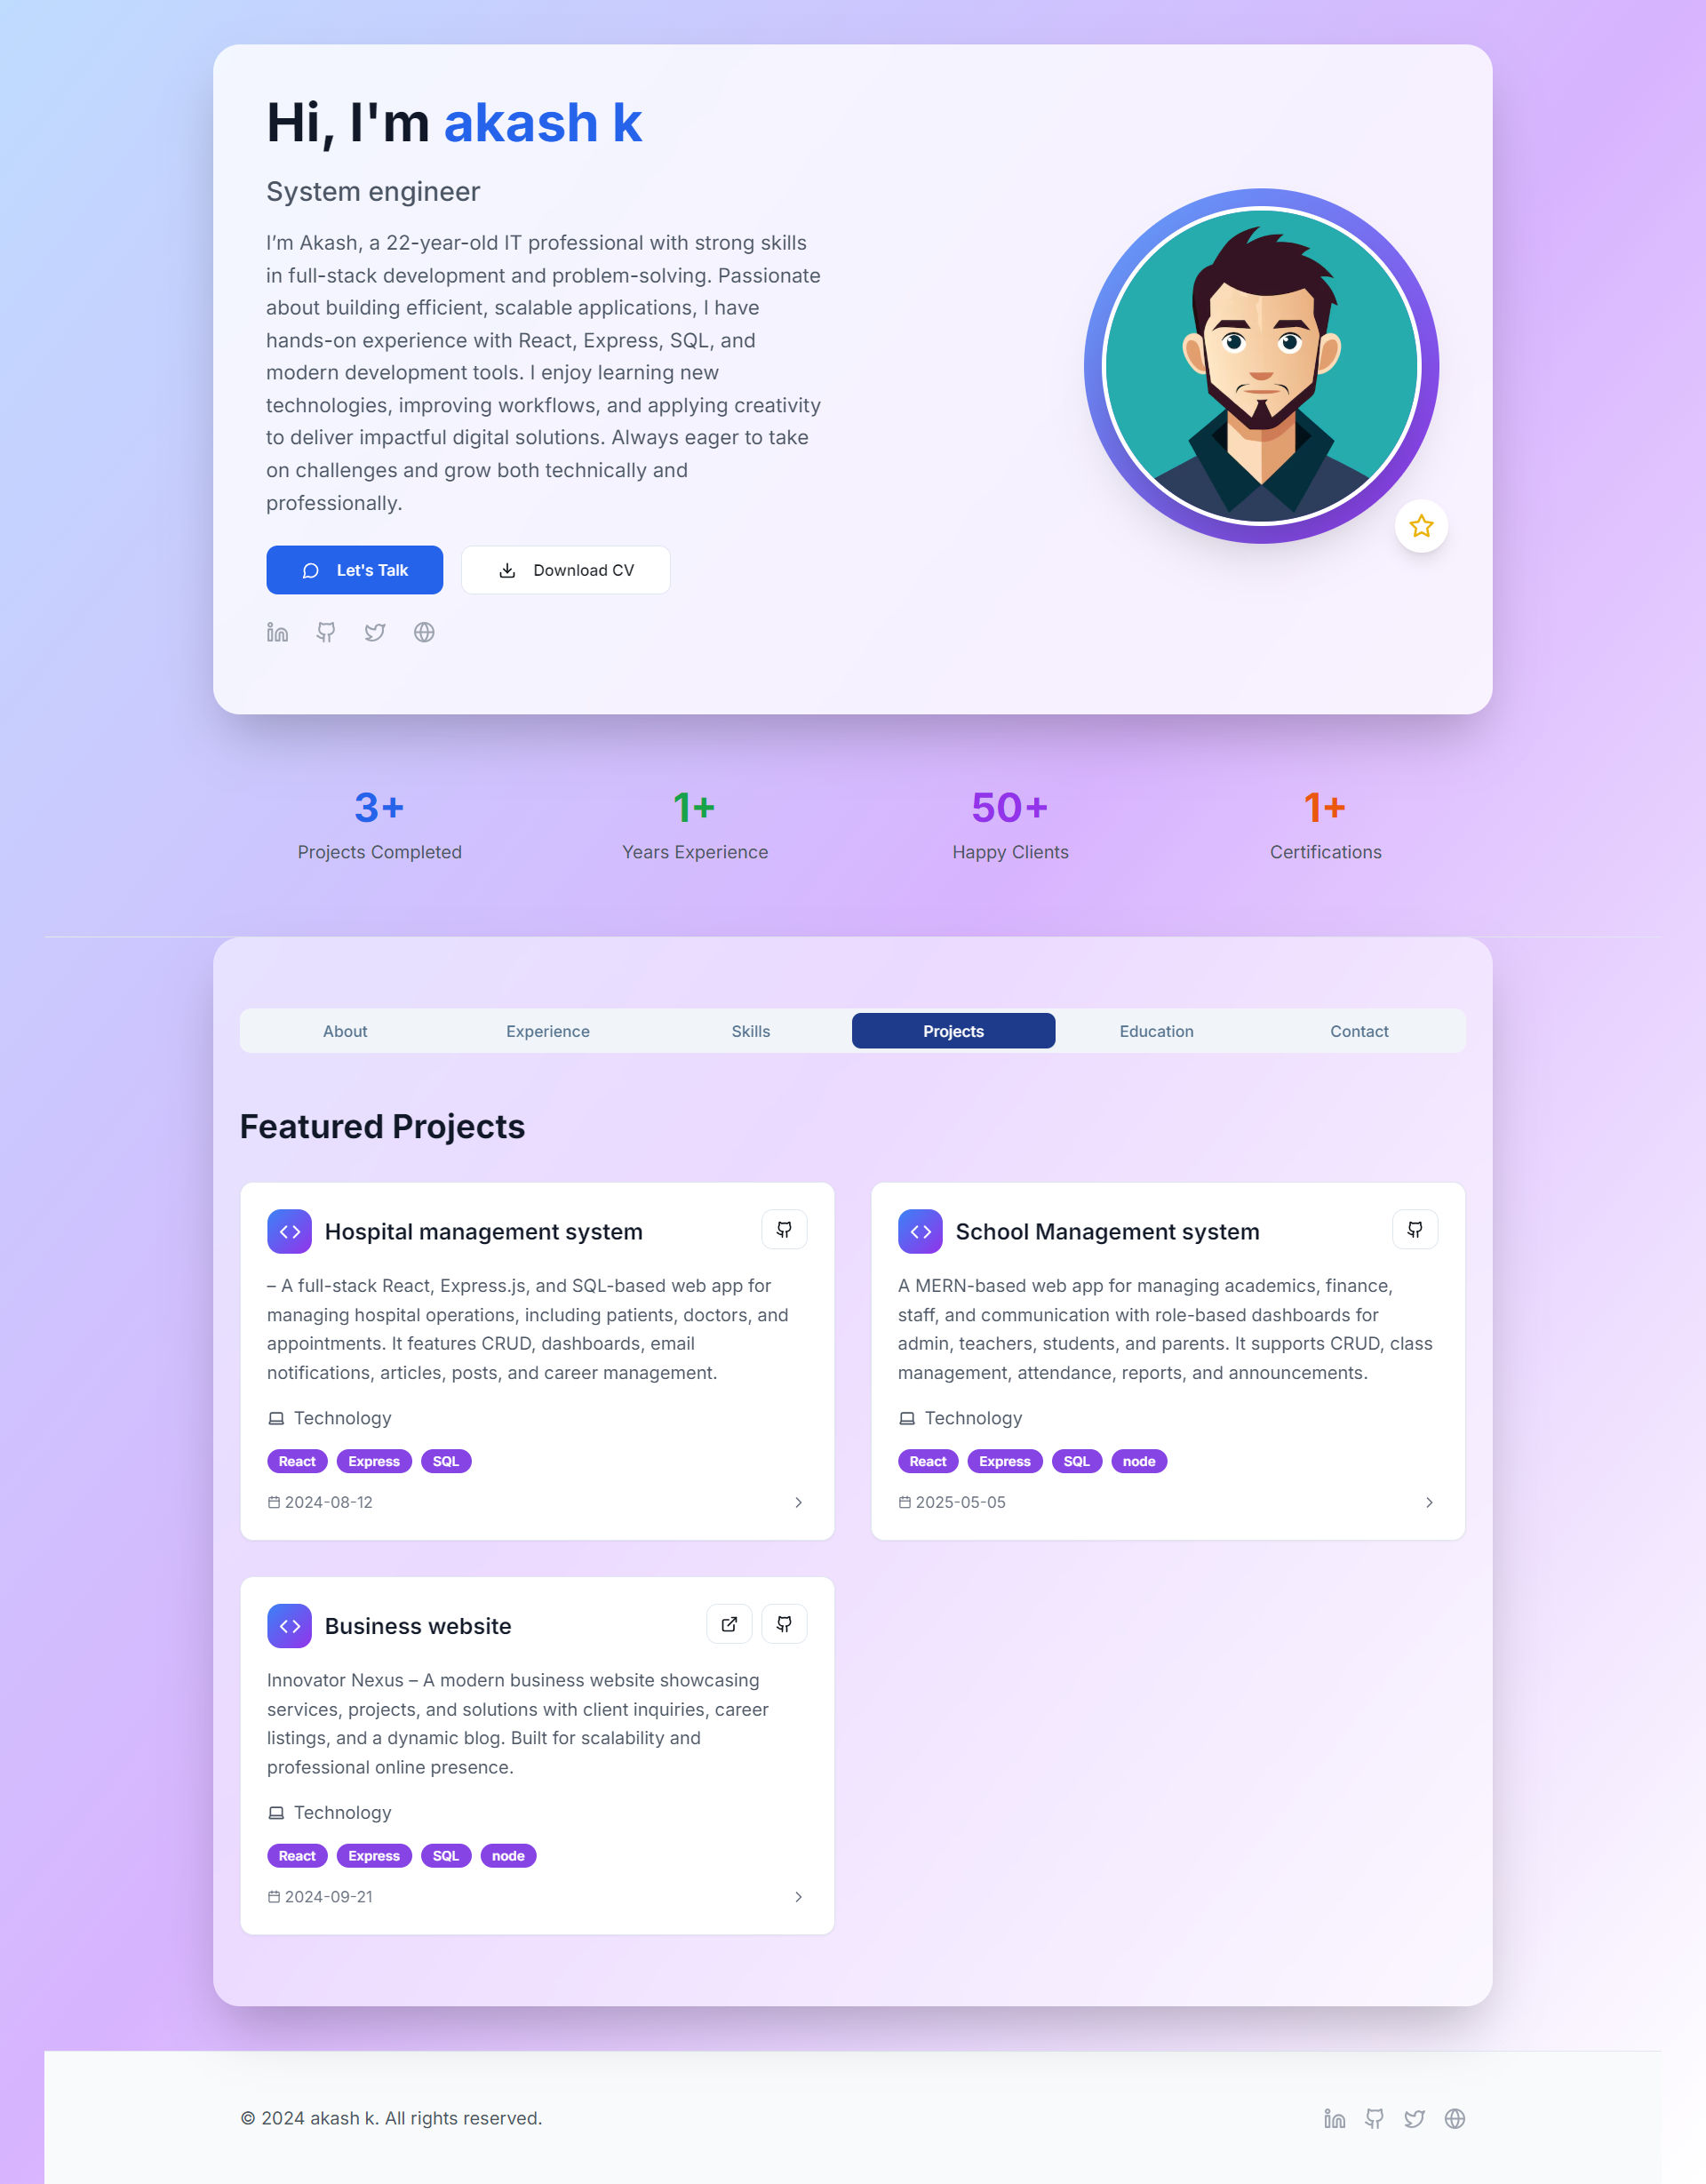 Hi, I'm akash k
System engineer
I’m Akash, a 22-year-old IT professional with strong skills
in full-stack development and problem-solving. Passionate
about building efficient, scalable applications, I have
hands-on experience with React, Express, SQL, and
modern development tools. I enjoy learning new
technologies, improving workflows, and applying creativity
to deliver impactful digital solutions. Always eager to take
on challenges and grow both technically and
professionally.
Let's Talk
Download CV
3+
Projects Completed
1+
Years Experience
50+
Happy Clients
1+
Certifications
About
Experience
Skills
Projects
Education
Contact
Featured Projects
Hospital management system
– A full-stack React, Express.js, and SQL-based web app for
managing hospital operations, including patients, doctors, and
appointments. It features CRUD, dashboards, email
notifications, articles, posts, and career management.
Technology
React Express SQL
2024-08-12
School Management system
A MERN-based web app for managing academics, finance,
staff, and communication with role-based dashboards for
admin, teachers, students, and parents. It supports CRUD, class
management, attendance, reports, and announcements.
Technology
React Express SQL node
2025-05-05
Business website
Innovator Nexus – A modern business website showcasing
services, projects, and solutions with client inquiries, career
listings, and a dynamic blog. Built for scalability and
professional online presence.
Technology
React Express SQL node
2024-09-21
© 2024 akash k. All rights reserved.